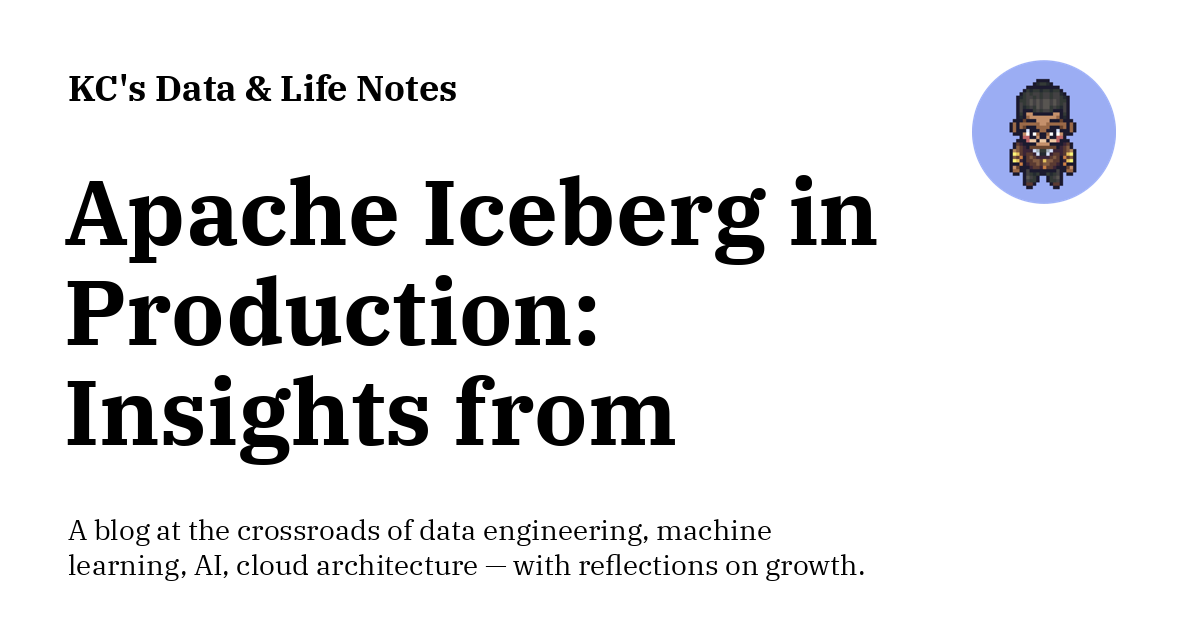 KC's Data & Life Notes
Apache Iceberg in
Production:
Insights from
A blog at the crossroads of data engineering, machine
learning, AI, cloud architecture — with reflections on growth.